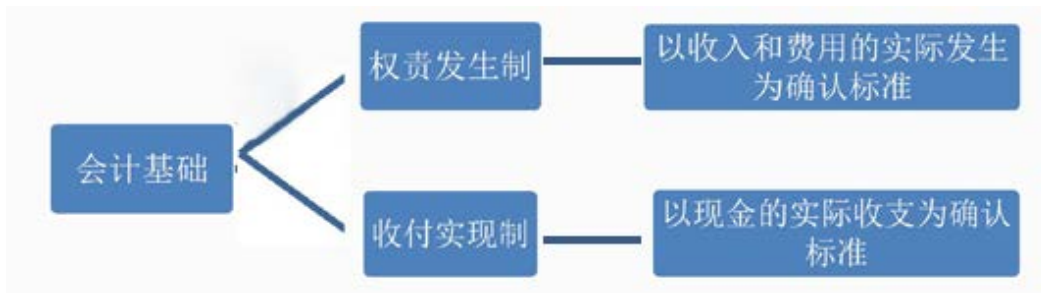 会计基础
权责发生制
以收入和费用的实际发生
为确认标准
收付实现制
以现金的实际收支为确认
标准